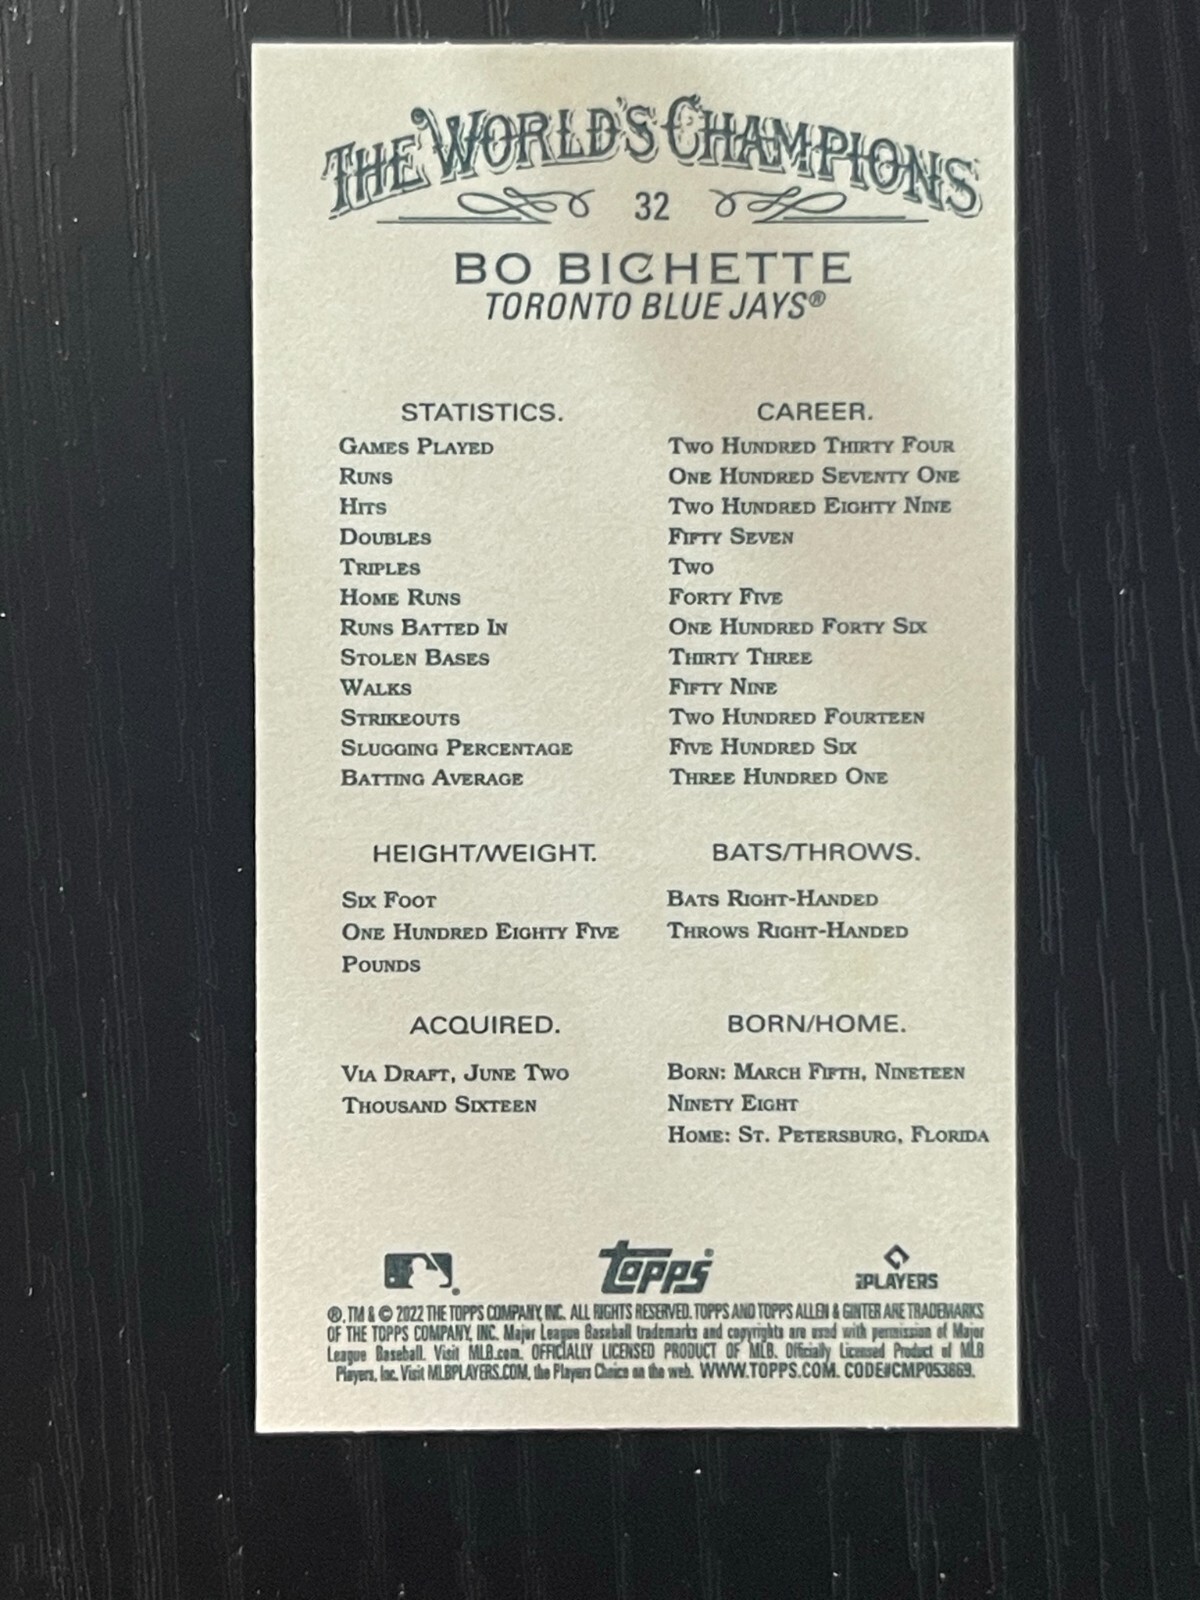 THE WORLD'S CHAMPIONS
32
BO BICHETTE
TORONTO BLUE JAYS®
STATISTICS. CAREER.
GAMES PLAYED TWO HUNDRED THIRTY FOUR
RUNS ONE HUNDRED SEVENTY ONE
HITS TWO HUNDRED EIGHTY NINE
DOUBLES FIFTY SEVEN
TRIPLES TWO
HOME RUNS FORTY FIVE
RUNS BATTED IN ONE HUNDRED FORTY SIX
STOLEN BASES THIRTY THREE
WALKS FIFTY NINE
STRIKEOUTS TWO HUNDRED FOURTEEN
SLUGGING PERCENTAGE FIVE HUNDRED SIX
BATTING AVERAGE THREE HUNDRED ONE
HEIGHT/WEIGHT. BATS/THROWS.
SIX FOOT BATS RIGHT-HANDED
ONE HUNDRED EIGHTY FIVE THROWS RIGHT-HANDED
POUNDS
ACQUIRED. BORN/HOME.
VIA DRAFT, JUNE TWO BORN: MARCH FIFTH, NINETEEN
THOUSAND SIXTEEN NINETY EIGHT
HOME: ST. PETERSBURG, FLORIDA
topps® PLAYERS
®, TM & © 2022 THE TOPPS COMPANY, INC. ALL RIGHTS RESERVED. TOPPS AND TOPPS ALLEN & GINTER ARE TRADEMARKS
OF THE TOPPS COMPANY, INC. Major League Baseball trademarks and copyrights are used with permission of Major
League Baseball. Visit MLB.com. OFFICIALLY LICENSED PRODUCT OF MLB. Officially Licensed Product of MLB
Players, Inc. Visit MLBPLAYERS.COM, the Players Choice on the web. WWW.TOPPS.COM. CODE#CMP053669.